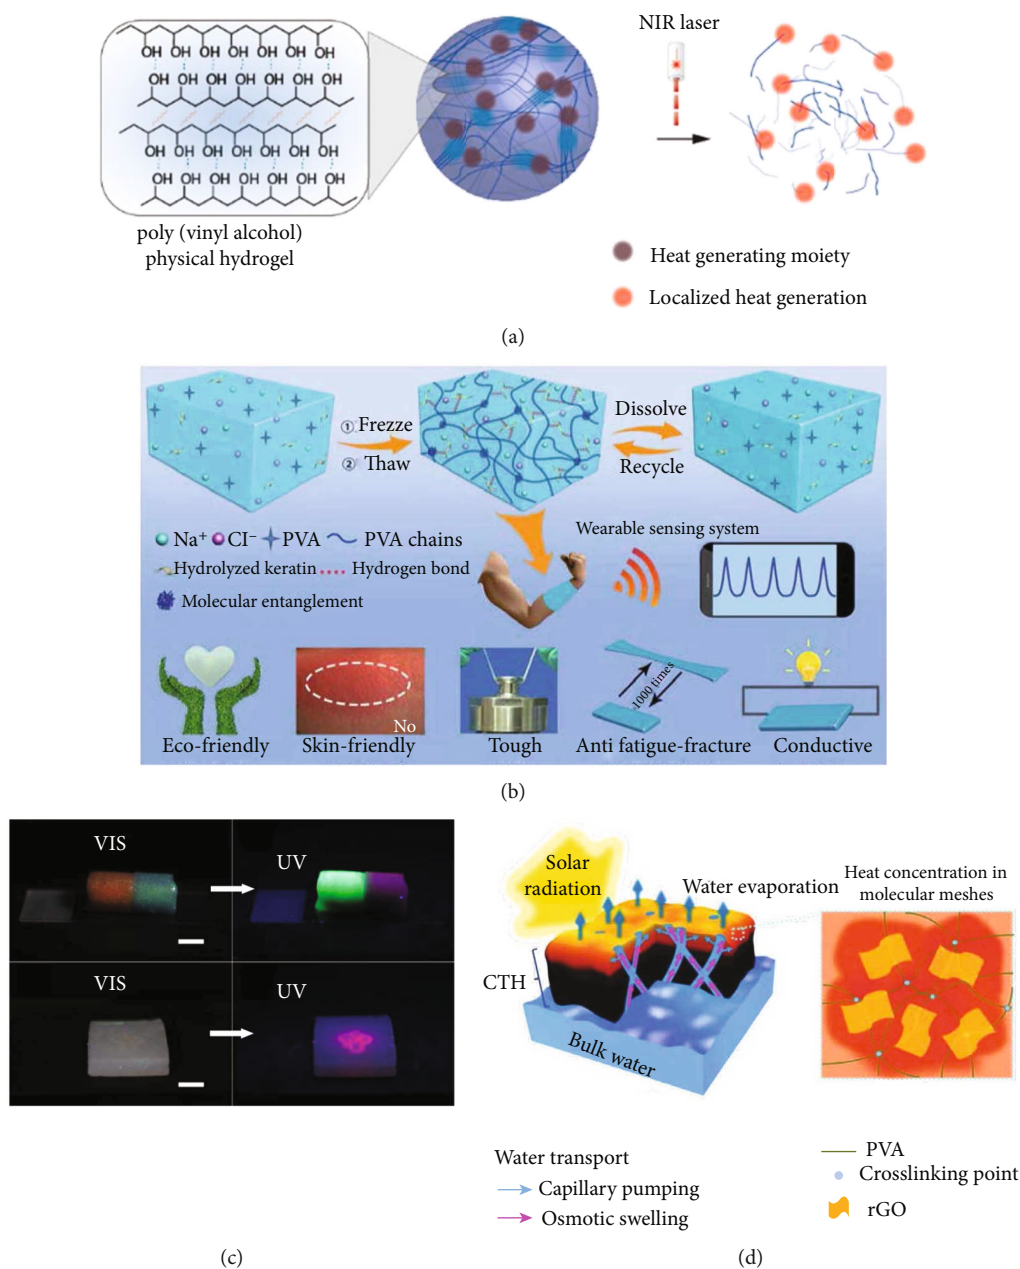 OH OH OH OH OH OH OH
OH OH OH OH OH OH OH
OH OH OH OH OH OH OH
OH OH OH OH OH OH OH
poly (vinyl alcohol)
physical hydrogel
NIR laser
Heat generating moiety
Localized heat generation
(a)
① Frezze
② Thaw
Dissolve
Recycle
Na⁺ CI⁻ PVA PVA chains
Hydrolyzed keratin Hydrogen bond
Molecular entanglement
Wearable sensing system
No
1000 times
Eco-friendly
Skin-friendly
Tough
Anti fatigue-fracture
Conductive
(b)
VIS
UV
VIS
UV
(c)
Solar
radiation
Water evaporation
CTH
Bulk water
Heat concentration in
molecular meshes
Water transport
Capillary pumping
Osmotic swelling
PVA
Crosslinking point
rGO
(d)